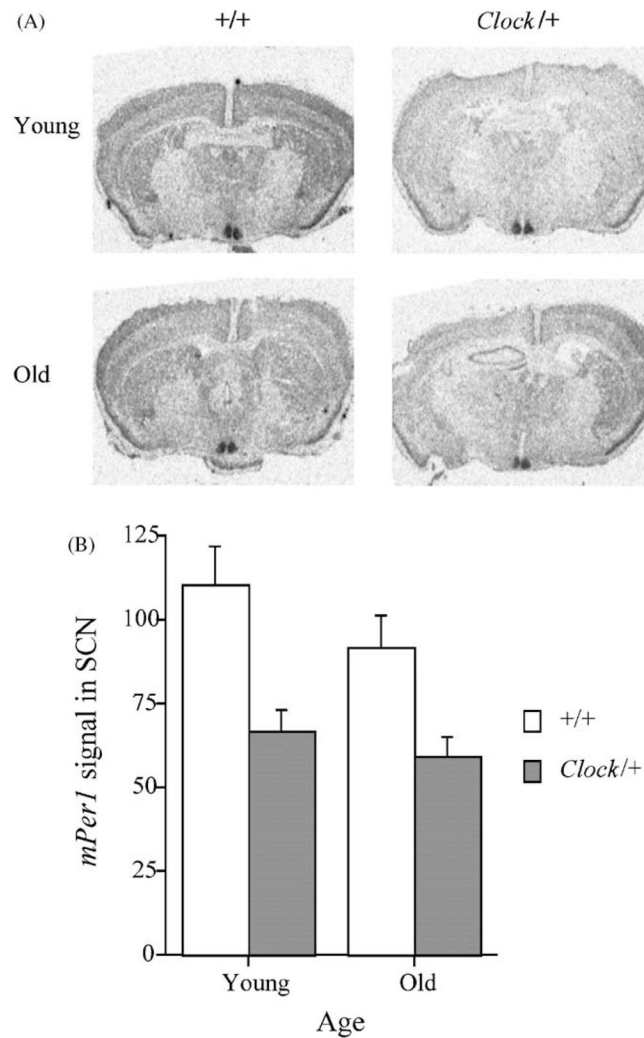 (A)
+/+ Clock/+
Young
Old
(B)
125
100
75
50
25
0
mPer1 signal in SCN
+/+
Clock/+
Young Old
Age